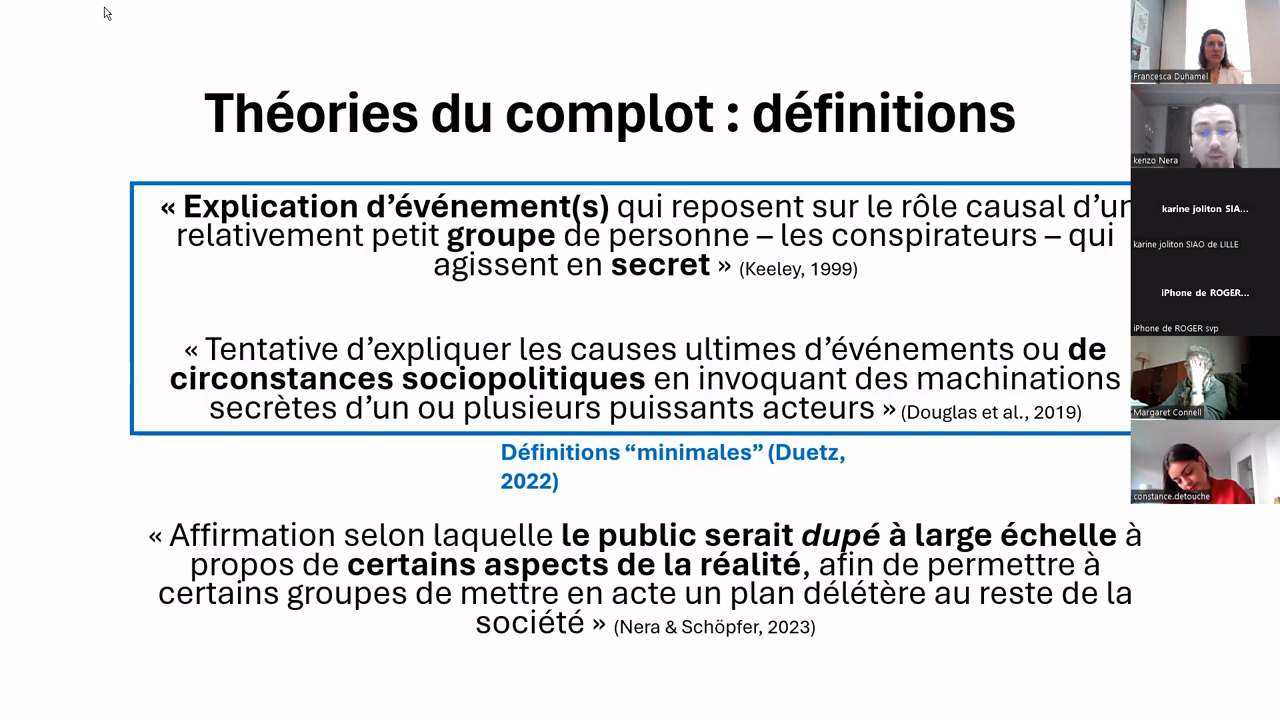 Théories du complot : définitions
« Explication d’événement(s) qui reposent sur le rôle causal d’un
relativement petit groupe de personne – les conspirateurs – qui
agissent en secret » (Keeley, 1999)
« Tentative d’expliquer les causes ultimes d’événements ou de
circonstances sociopolitiques en invoquant des machinations
secrètes d’un ou plusieurs puissants acteurs » (Douglas et al., 2019)
Définitions “minimales” (Duetz,
2022)
« Affirmation selon laquelle le public serait dupé à large échelle à
propos de certains aspects de la réalité, afin de permettre à
certains groupes de mettre en acte un plan délétère au reste de la
société » (Nera & Schöpfer, 2023)
Francesca Duhamel
kenzo Nera
karine joliton SIA...
karine joliton SIAO de LILLE
iPhone de ROGER...
iPhone de ROGER svp
Margaret Connell
constance.detouche